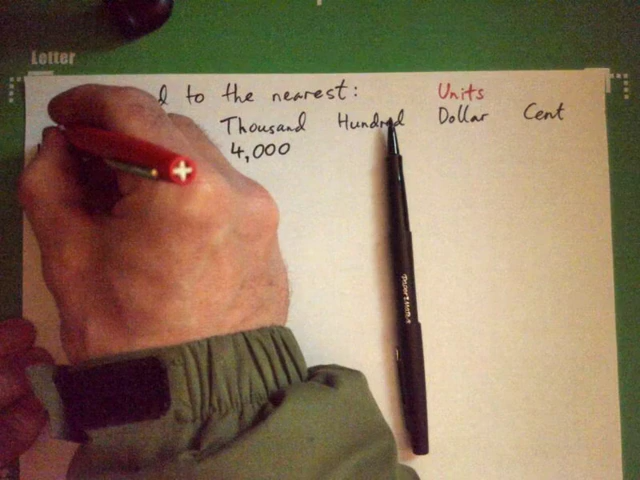 Letter
d to the nearest: Units
Thousand Hundred Dollar Cent
4,000